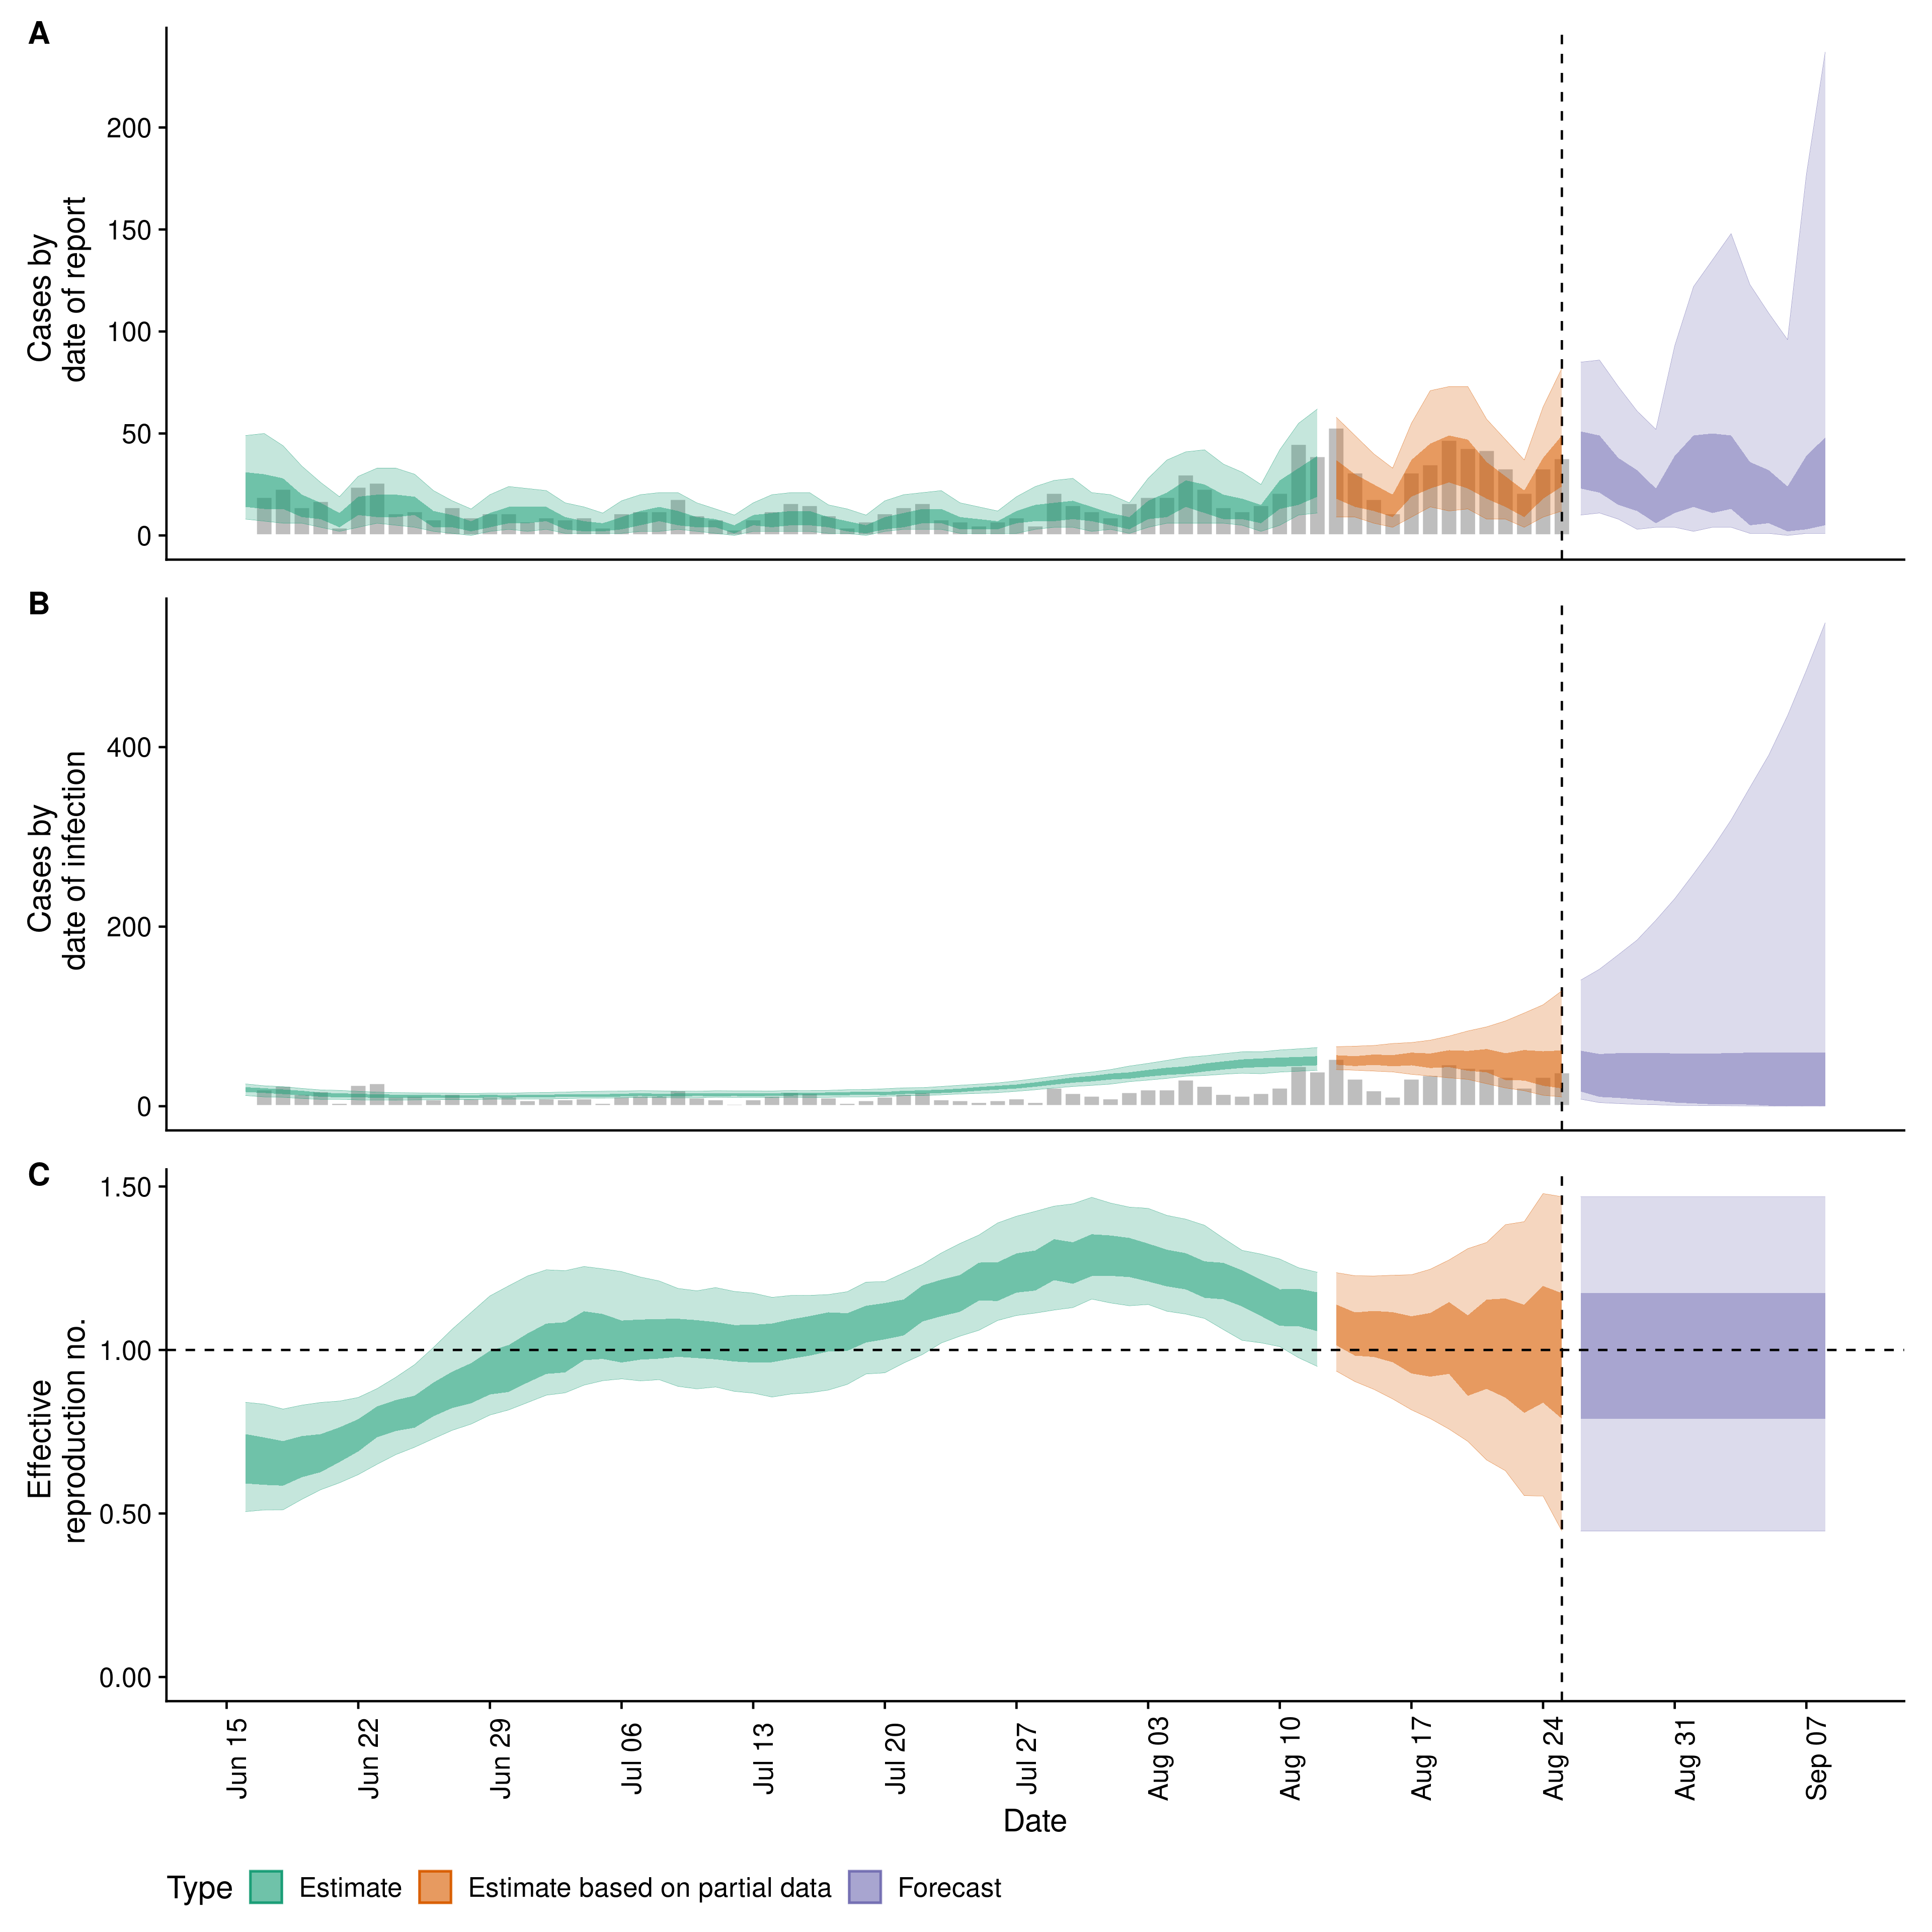 A
Cases by
date of report
200
150
100
50
0
B
Cases by
date of infection
400
200
0
C
Effective
reproduction no.
1.50
1.00
0.50
0.00
Jun 15
Jun 22
Jun 29
Jul 06
Jul 13
Jul 20
Jul 27
Aug 03
Aug 10
Aug 17
Aug 24
Aug 31
Sep 07
Date
Type Estimate Estimate based on partial data Forecast